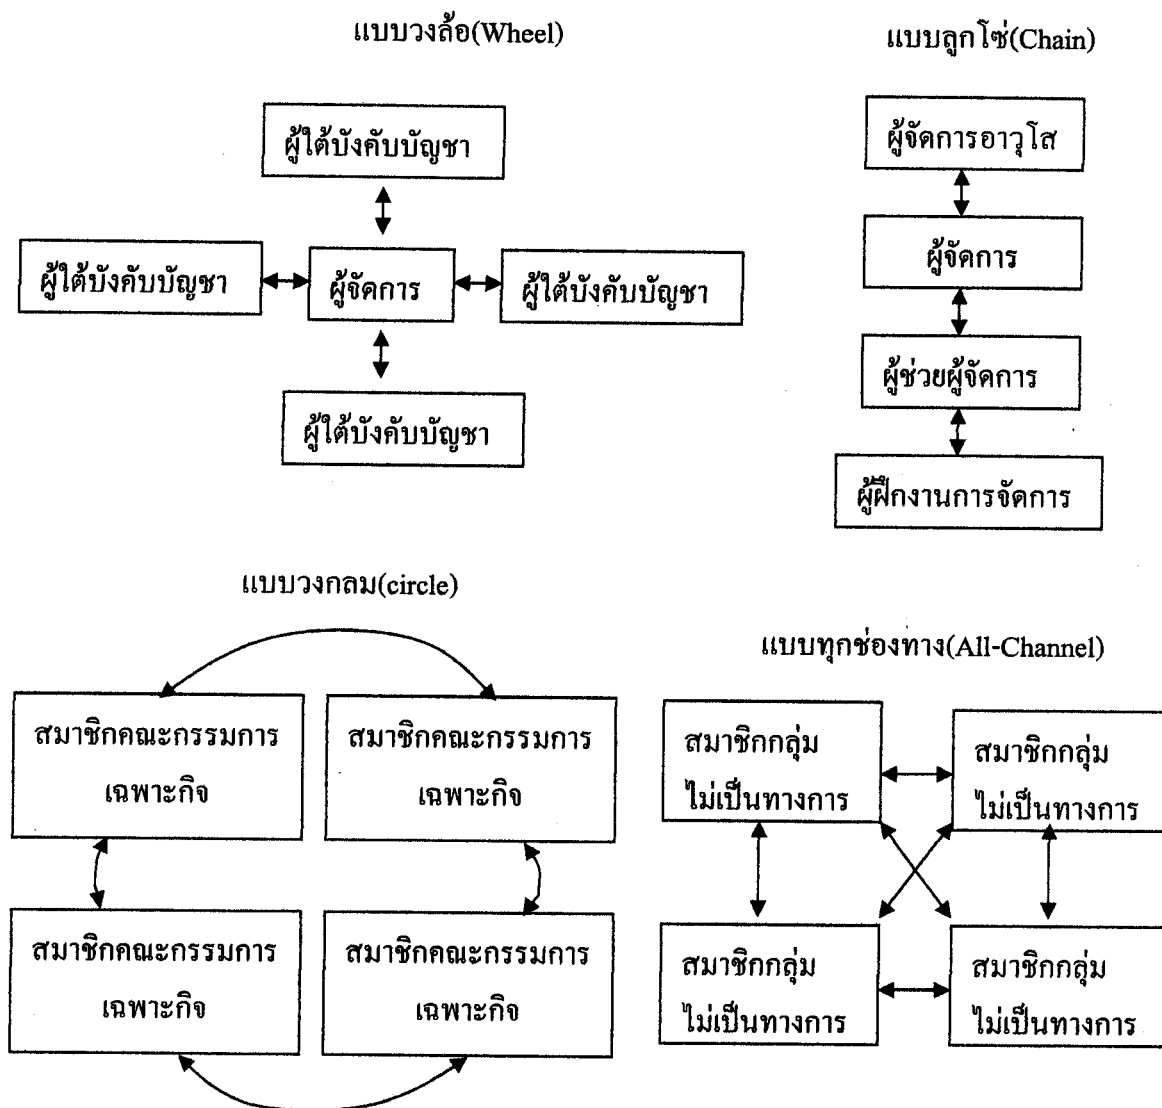 แบบวงล้อ(Wheel)
ผู้ใต้บังคับบัญชา
ผู้ใต้บังคับบัญชา
ผู้จัดการ
ผู้ใต้บังคับบัญชา
ผู้ใต้บังคับบัญชา
แบบลูกโซ่(Chain)
ผู้จัดการอาวุโส
ผู้จัดการ
ผู้ช่วยผู้จัดการ
ผู้ฝึกงานการจัดการ
แบบวงกลม(circle)
สมาชิกคณะกรรมการ
เฉพาะกิจ
สมาชิกคณะกรรมการ
เฉพาะกิจ
สมาชิกคณะกรรมการ
เฉพาะกิจ
สมาชิกคณะกรรมการ
เฉพาะกิจ
แบบทุกช่องทาง(All-Channel)
สมาชิกกลุ่ม
ไม่เป็นทางการ
สมาชิกกลุ่ม
ไม่เป็นทางการ
สมาชิกกลุ่ม
ไม่เป็นทางการ
สมาชิกกลุ่ม
ไม่เป็นทางการ